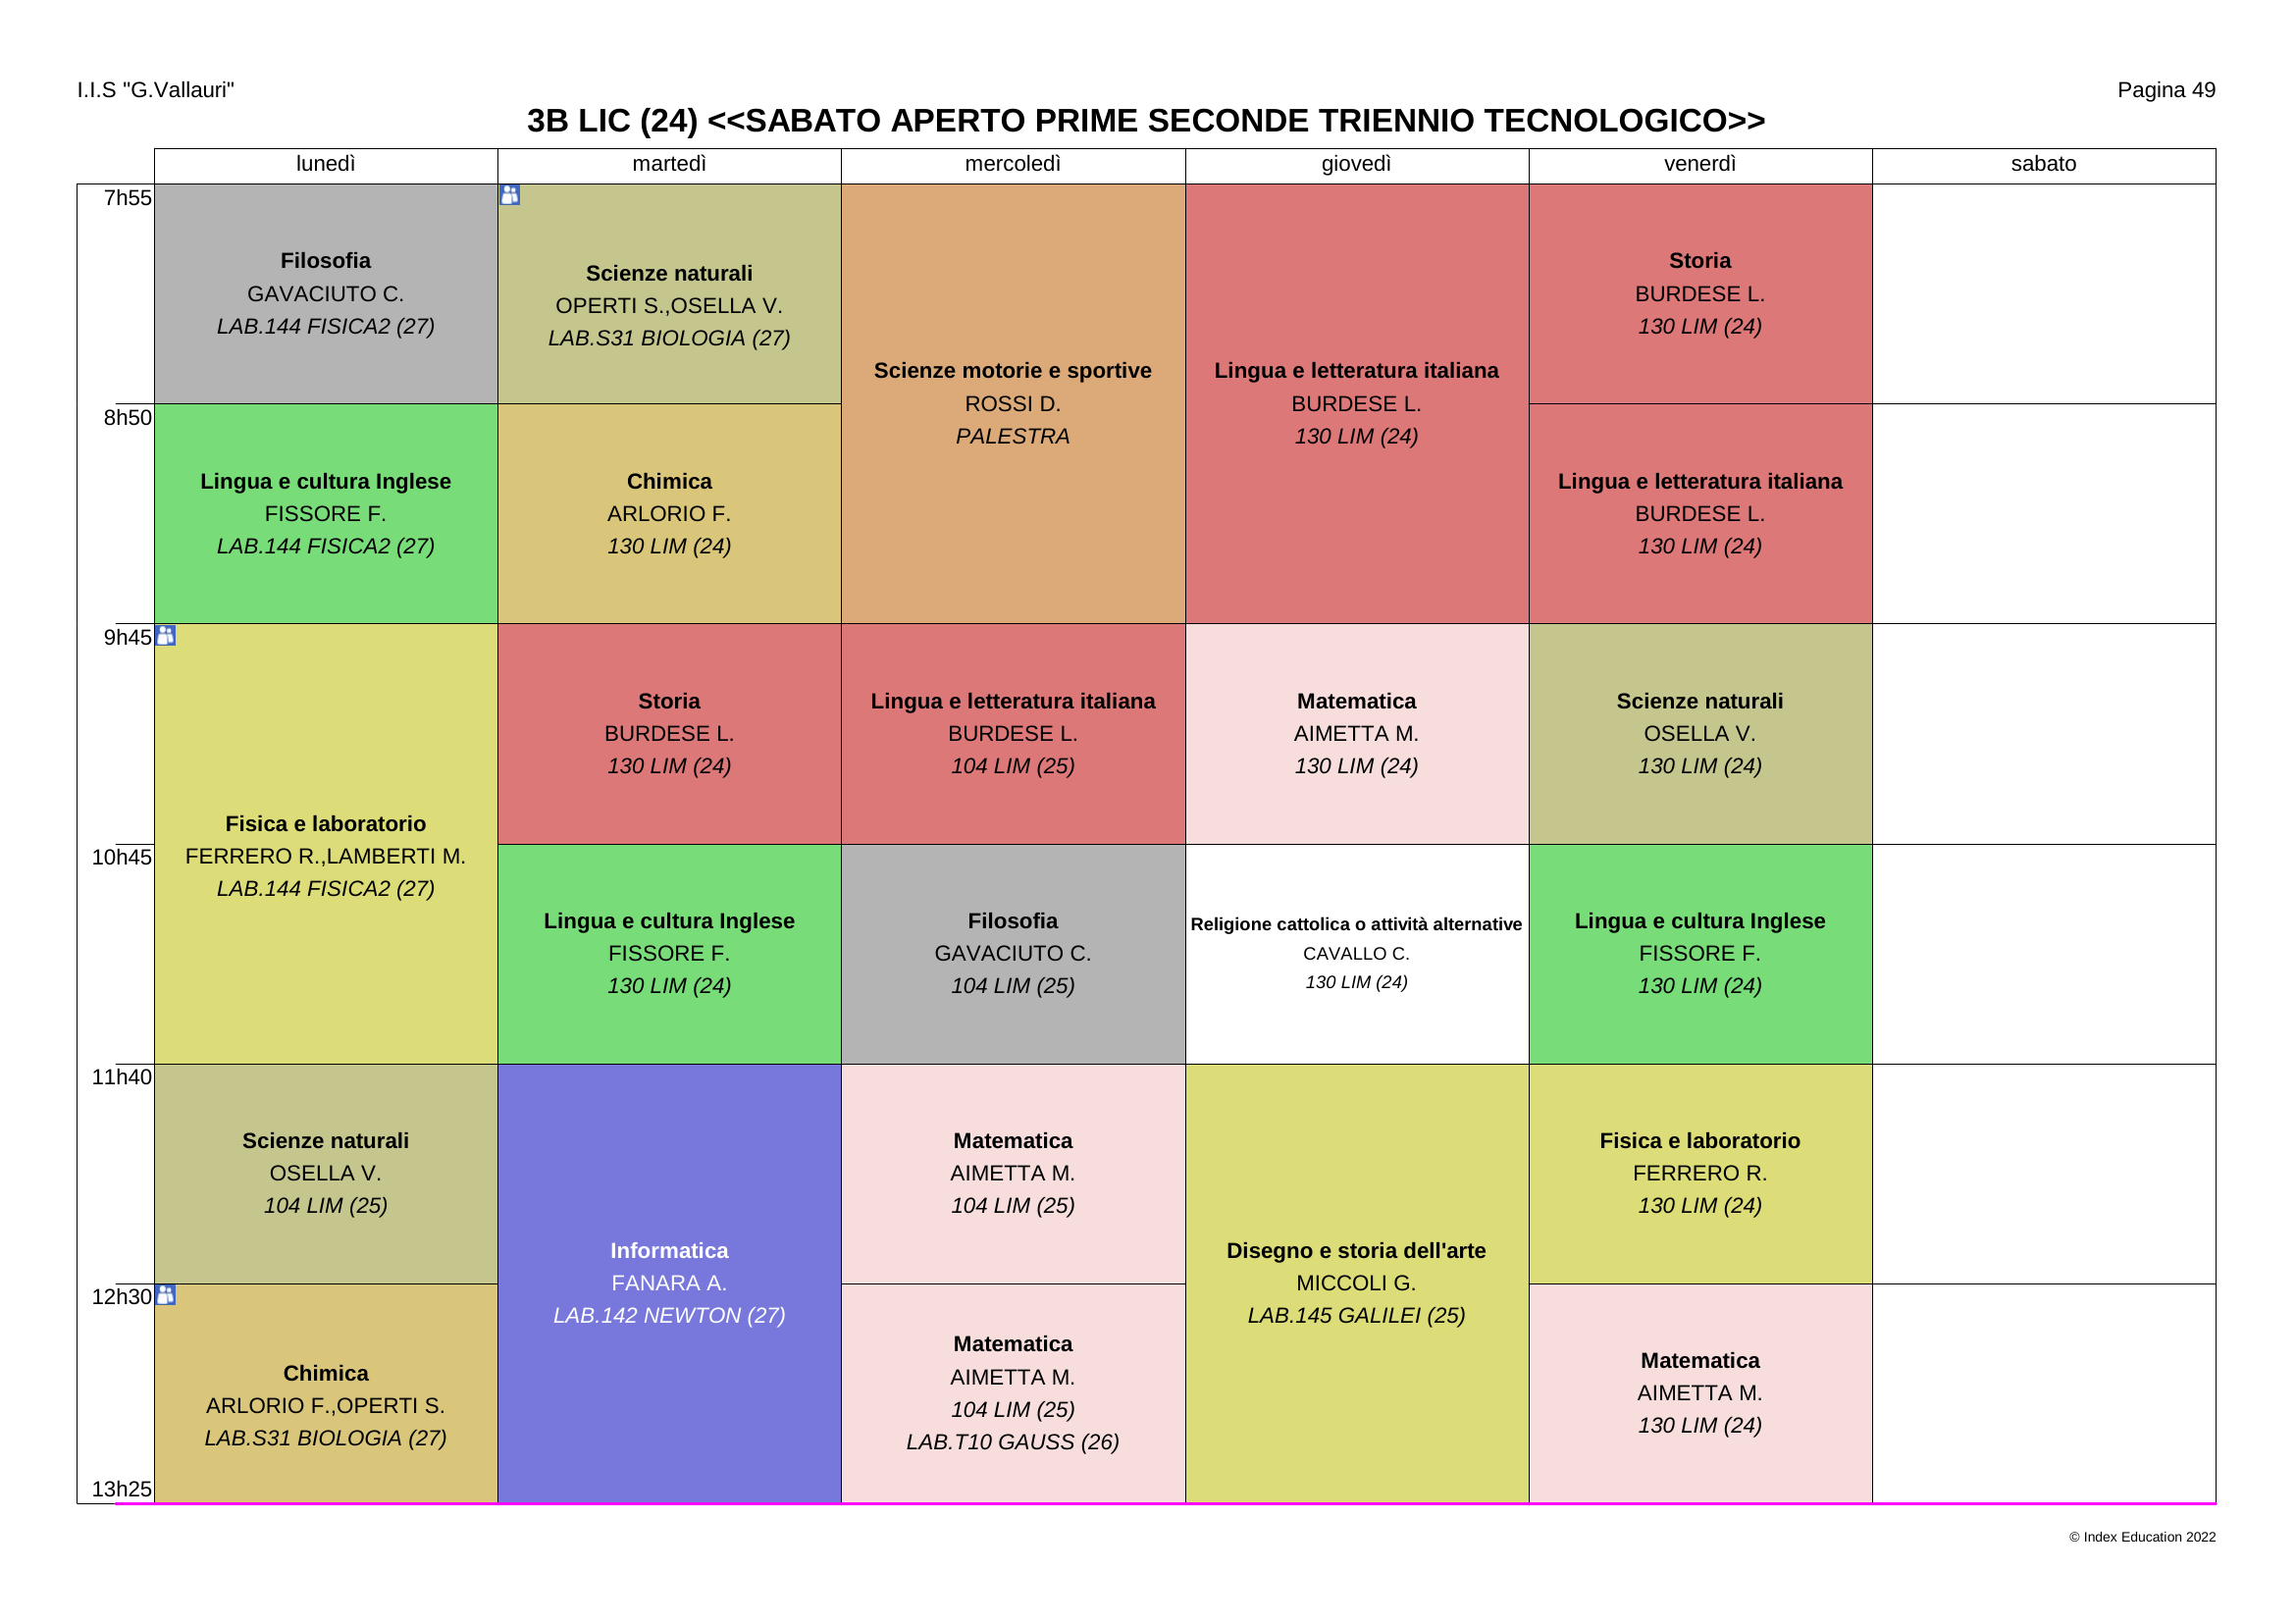 I.I.S "G.Vallauri"
Pagina 49
3B LIC (24) <<SABATO APERTO PRIME SECONDE TRIENNIO TECNOLOGICO>>
lunedì
martedì
mercoledì
giovedì
venerdì
sabato
7h55
8h50
9h45
10h45
11h40
12h30
13h25
Filosofia
GAVACIUTO C.
LAB.144 FISICA2 (27)
Lingua e cultura Inglese
FISSORE F.
LAB.144 FISICA2 (27)
Fisica e laboratorio
FERRERO R.,LAMBERTI M.
LAB.144 FISICA2 (27)
Scienze naturali
OSELLA V.
104 LIM (25)
Chimica
ARLORIO F.,OPERTI S.
LAB.S31 BIOLOGIA (27)
Scienze naturali
OPERTI S.,OSELLA V.
LAB.S31 BIOLOGIA (27)
Chimica
ARLORIO F.
130 LIM (24)
Storia
BURDESE L.
130 LIM (24)
Lingua e cultura Inglese
FISSORE F.
130 LIM (24)
Informatica
FANARA A.
LAB.142 NEWTON (27)
Scienze motorie e sportive
ROSSI D.
PALESTRA
Lingua e letteratura italiana
BURDESE L.
104 LIM (25)
Filosofia
GAVACIUTO C.
104 LIM (25)
Matematica
AIMETTA M.
104 LIM (25)
Matematica
AIMETTA M.
104 LIM (25)
LAB.T10 GAUSS (26)
Lingua e letteratura italiana
BURDESE L.
130 LIM (24)
Matematica
AIMETTA M.
130 LIM (24)
Religione cattolica o attività alternative
CAVALLO C.
130 LIM (24)
Disegno e storia dell'arte
MICCOLI G.
LAB.145 GALILEI (25)
Storia
BURDESE L.
130 LIM (24)
Lingua e letteratura italiana
BURDESE L.
130 LIM (24)
Scienze naturali
OSELLA V.
130 LIM (24)
Lingua e cultura Inglese
FISSORE F.
130 LIM (24)
Fisica e laboratorio
FERRERO R.
130 LIM (24)
Matematica
AIMETTA M.
130 LIM (24)
© Index Education 2022